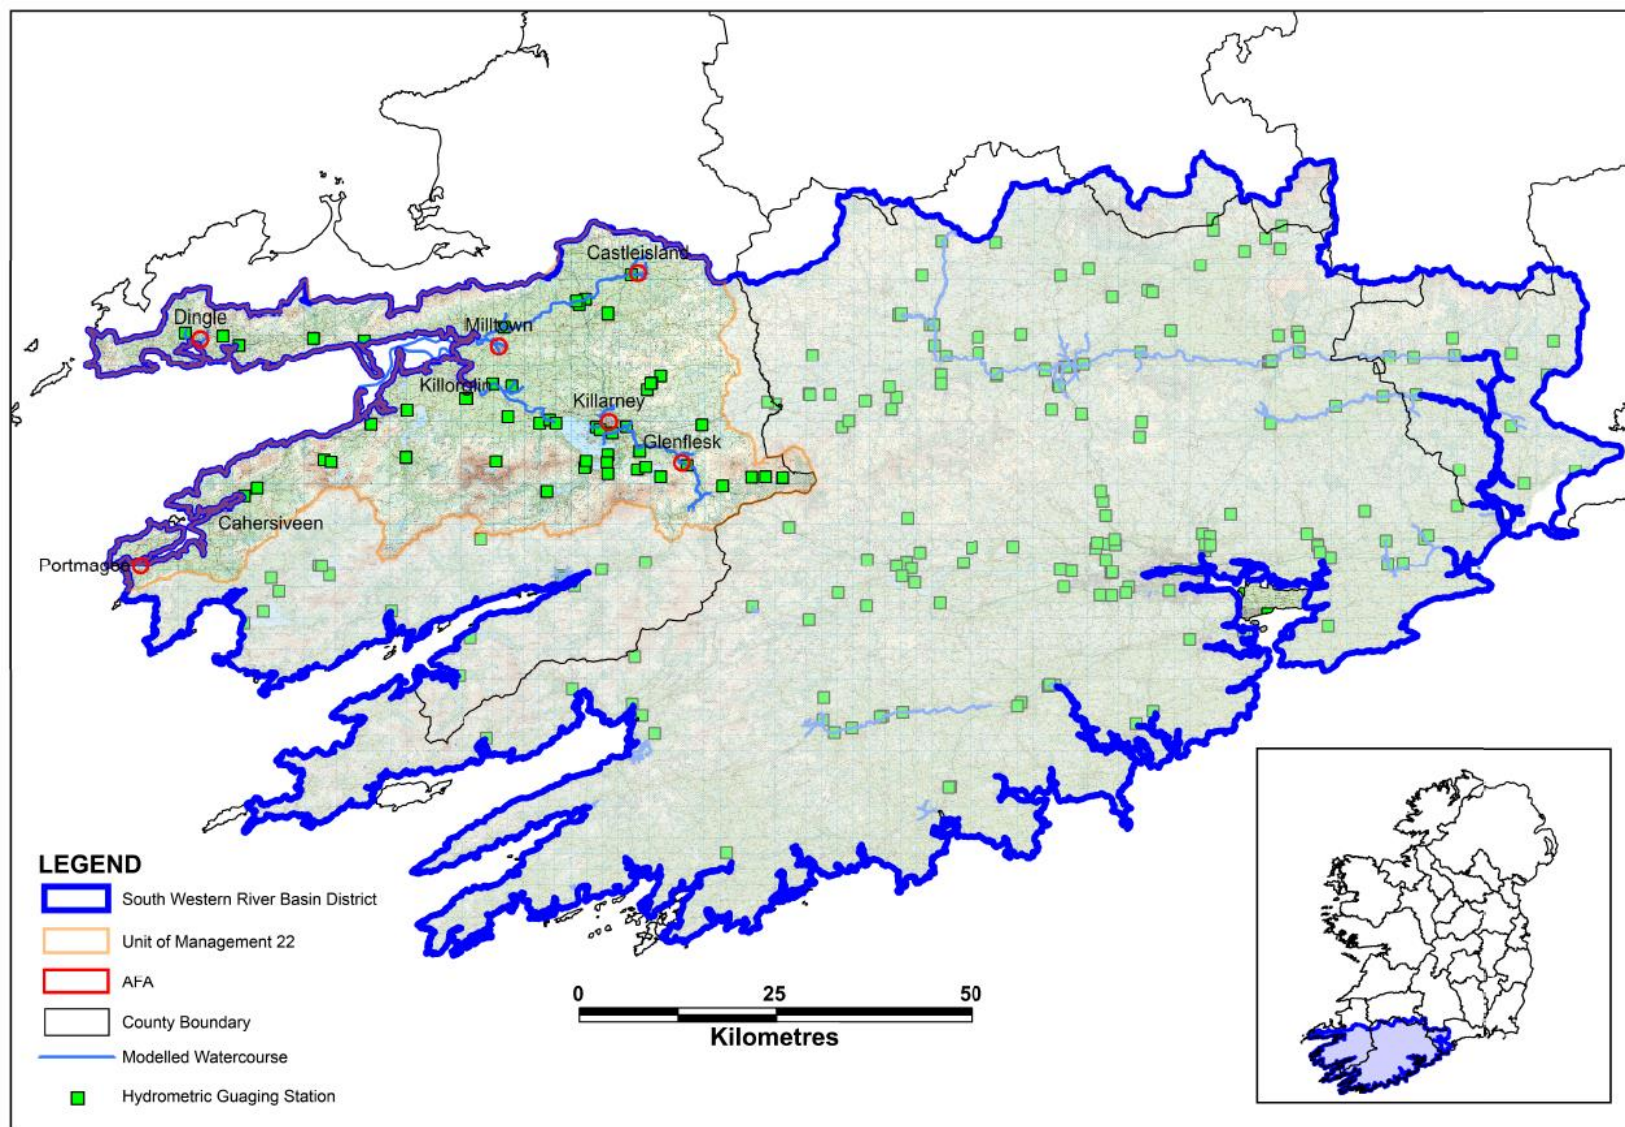 Castleisland
Dingle
Milltown
Killorglin
Killarney
Glenflesk
Cahersiveen
Portmagee
LEGEND
South Western River Basin District
Unit of Management 22
AFA
County Boundary
Modelled Watercourse
Hydrometric Guaging Station
0 25 50
Kilometres